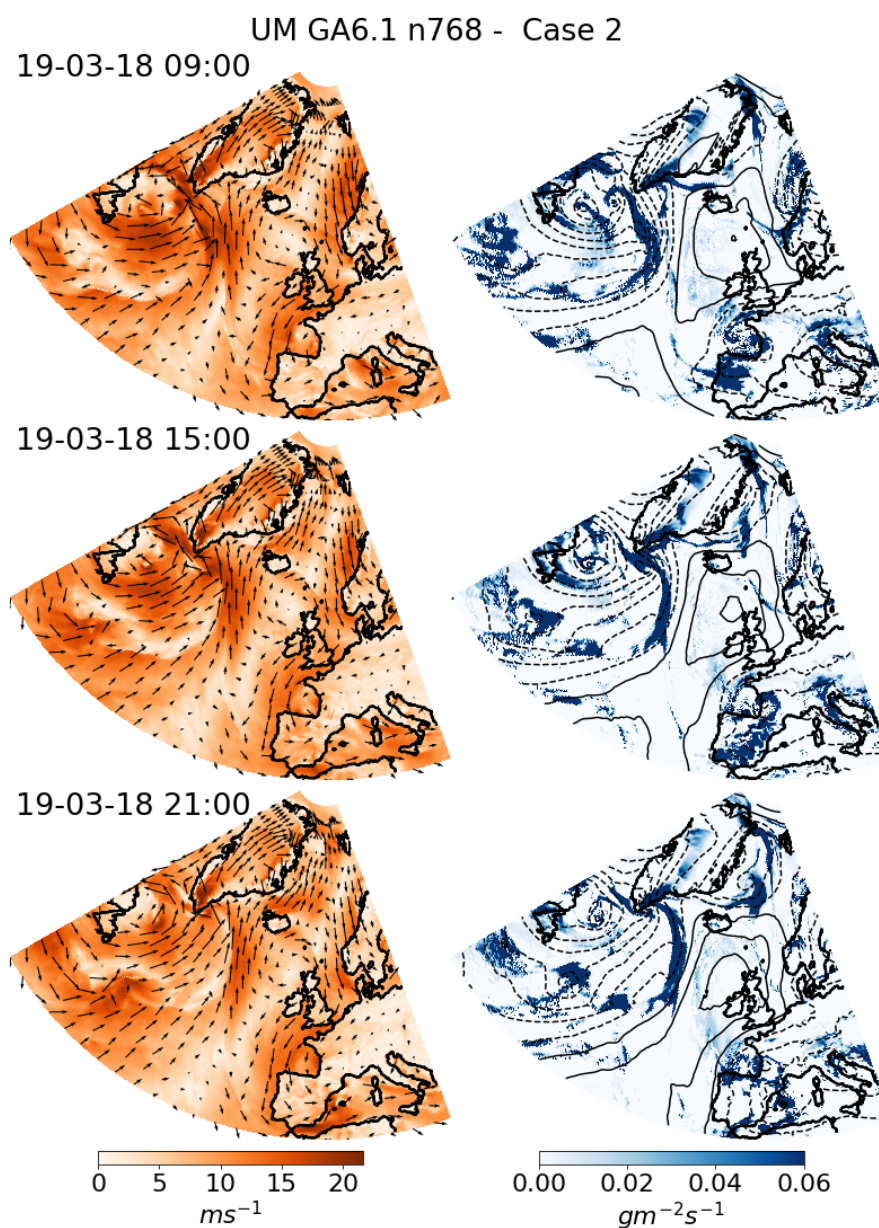 UM GA6.1 n768 -  Case 2
19-03-18 09:00
19-03-18 15:00
19-03-18 21:00
0 5 10 15 20
ms⁻¹
0.00 0.02 0.04 0.06
gm⁻²s⁻¹